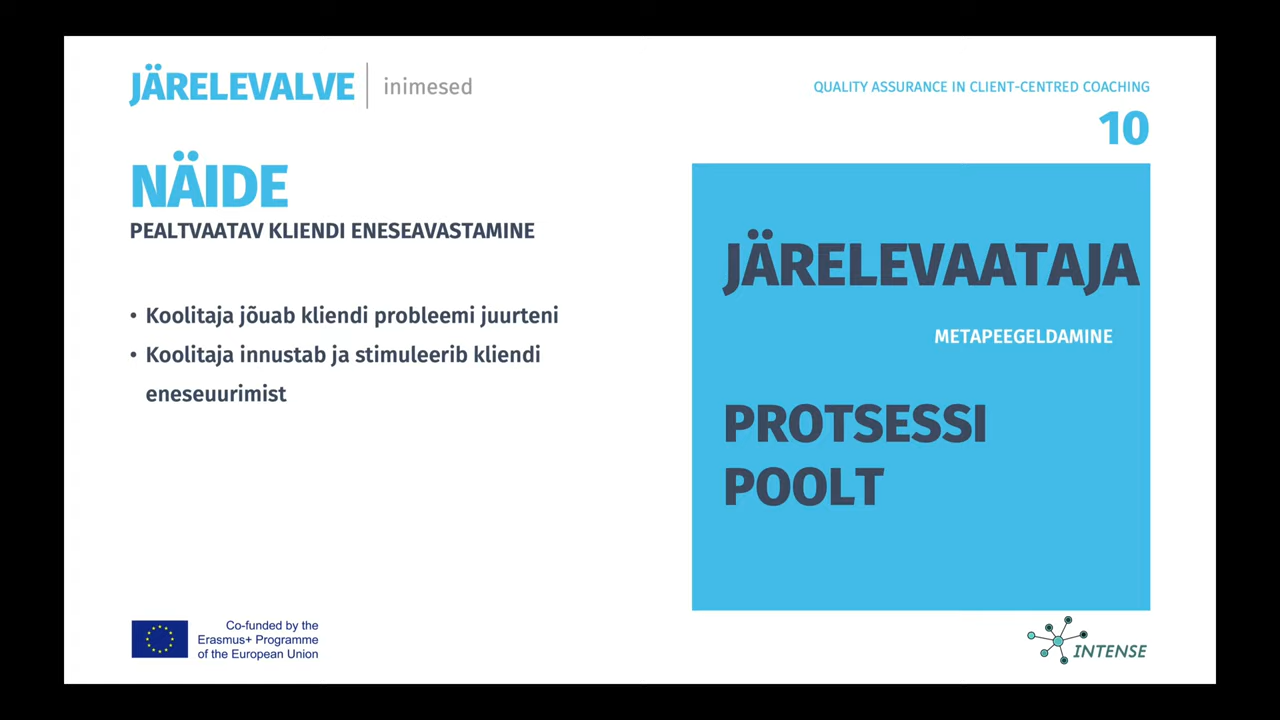 JÄRELEVALVE
inimesed
QUALITY ASSURANCE IN CLIENT-CENTRED COACHING
10
NÄIDE
PEALTVAATAV KLIENDI ENESEAVASTAMINE
• Koolitaja jõuab kliendi probleemi juurteni
• Koolitaja innustab ja stimuleerib kliendi
eneseuurimist
JÄRELEVAATAJA
METAPEEGELDAMINE
PROTSESSI
POOLT
Co-funded by the
Erasmus+ Programme
of the European Union
INTENSE